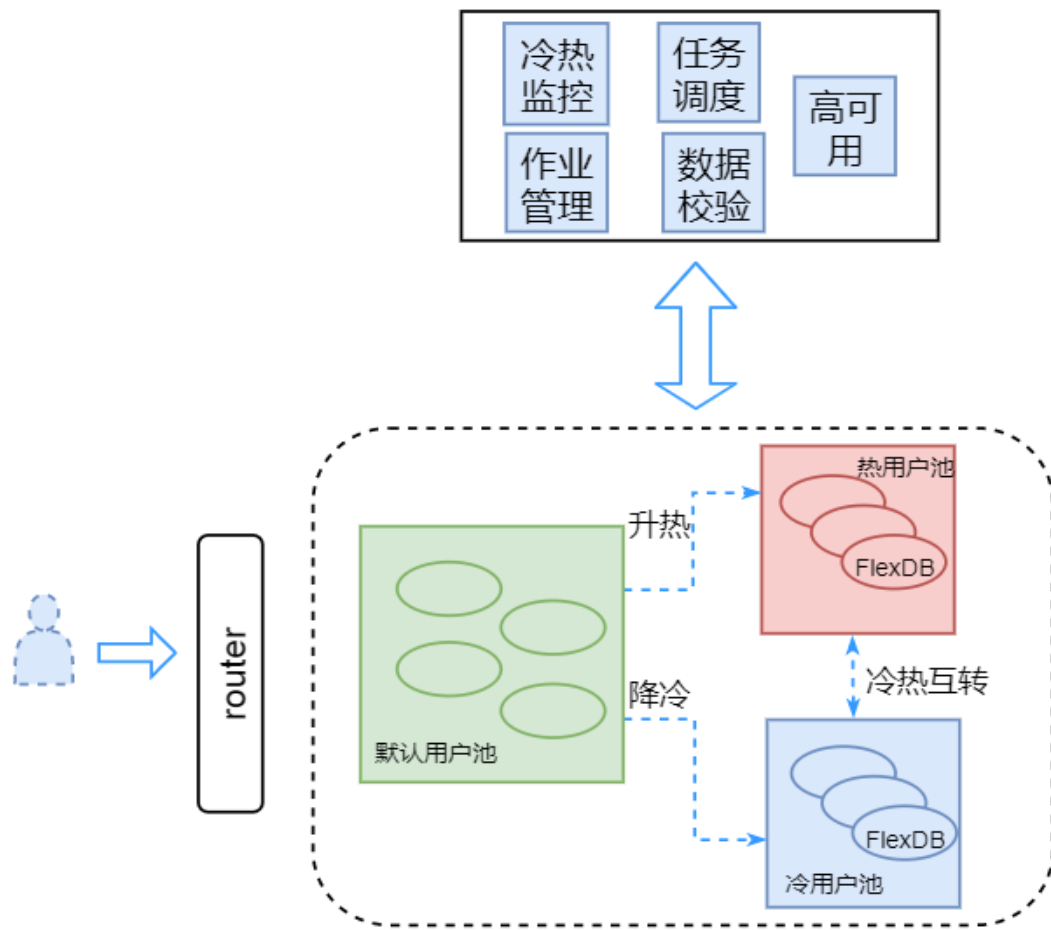 冷热
监控
任务
调度
高可
用
作业
管理
数据
校验
热用户池
升热
FlexDB
router
冷热互转
降冷
默认用户池
FlexDB
冷用户池